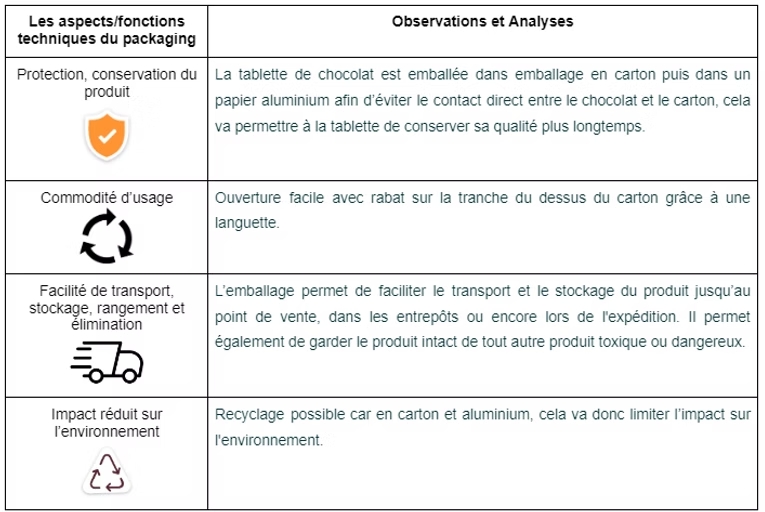 Les aspects/fonctions
techniques du packaging
Observations et Analyses
Protection, conservation du
produit
La tablette de chocolat est emballée dans emballage en carton puis dans un
papier aluminium afin d’éviter le contact direct entre le chocolat et le carton, cela
va permettre à la tablette de conserver sa qualité plus longtemps.
Commodité d’usage
Ouverture facile avec rabat sur la tranche du dessus du carton grâce à une
languette.
Facilité de transport,
stockage, rangement et
élimination
L’emballage permet de faciliter le transport et le stockage du produit jusqu’au
point de vente, dans les entrepôts ou encore lors de l'expédition. Il permet
également de garder le produit intact de tout autre produit toxique ou dangereux.
Impact réduit sur
l’environnement
Recyclage possible car en carton et aluminium, cela va donc limiter l’impact sur
l'environnement.